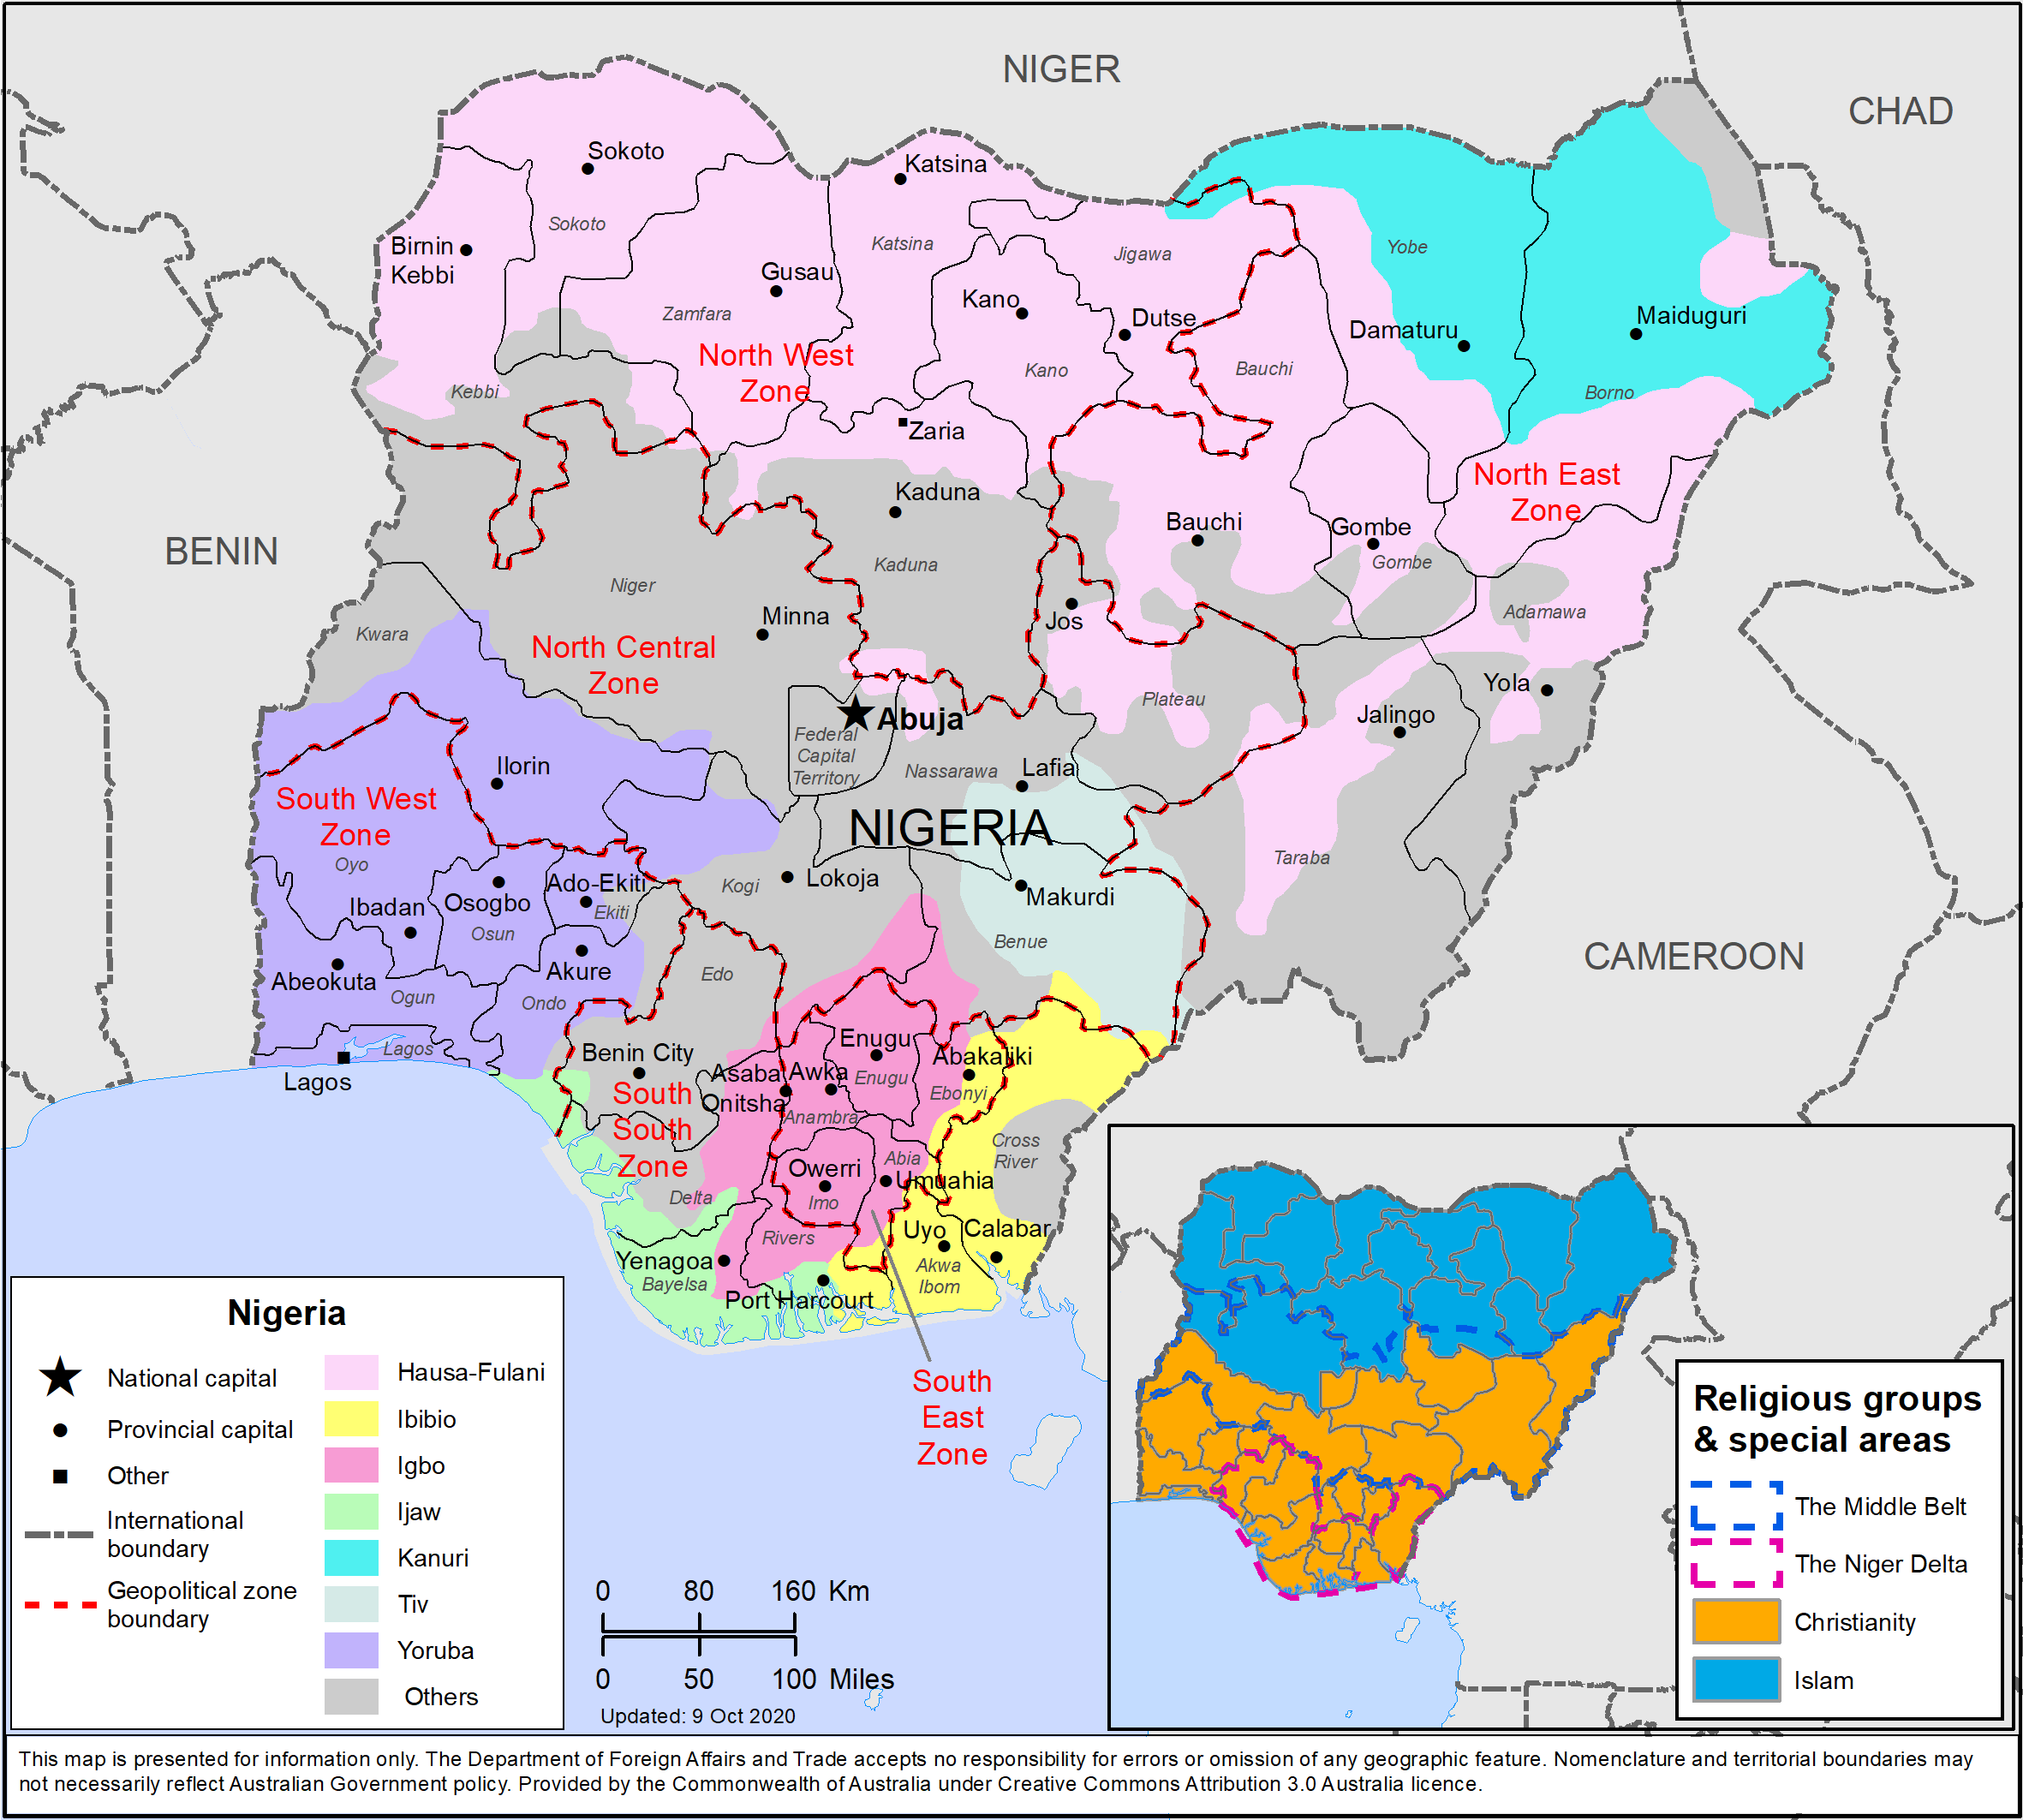 NIGER
CHAD
Sokoto
Katsina
Sokoto
Birnin
Kebbi
Katsina
Jigawa
Yobe
Gusau
Zamfara
Kano
Dutse
Damaturu
Maiduguri
North West
Zone
Kebbi
Kano
Bauchi
Borno
Zaria
North East
Zone
Kaduna
Bauchi
Gombe
BENIN
Kaduna
Gombe
Niger
Minna
Jos
Adamawa
Kwara
North Central
Zone
Plateau
Yola
Abuja
Jalingo
Federal
Capital
Territory
Nassarawa
Lafia
Ilorin
South West
Zone
NIGERIA
Oyo
Taraba
Ado-Ekiti
Kogi
Lokoja
Makurdi
Osogbo
Ekiti
Ibadan
Osun
Benue
CAMEROON
Abeokuta
Akure
Edo
Ogun
Ondo
Lagos
Lagos
Benin City
Enugu
Abakaliki
Asaba
Awka
Enugu
Ebonyi
South
South
Zone
Onitsha
Anambra
Cross
River
Owerri
Abia
Umuahia
Delta
Imo
Rivers
Uyo
Calabar
Yenagoa
Bayelsa
Akwa
Ibom
Port Harcourt
South
East
Zone
Nigeria
National capital
Provincial capital
Other
International
boundary
Geopolitical zone
boundary
Hausa-Fulani
Ibibio
Igbo
Ijaw
Kanuri
Tiv
Yoruba
Others
0 80 160 Km
0 50 100 Miles
Updated: 9 Oct 2020
Religious groups
& special areas
The Middle Belt
The Niger Delta
Christianity
Islam
This map is presented for information only. The Department of Foreign Affairs and Trade accepts no responsibility for errors or omission of any geographic feature. Nomenclature and territorial boundaries may
not necessarily reflect Australian Government policy. Provided by the Commonwealth of Australia under Creative Commons Attribution 3.0 Australia licence.